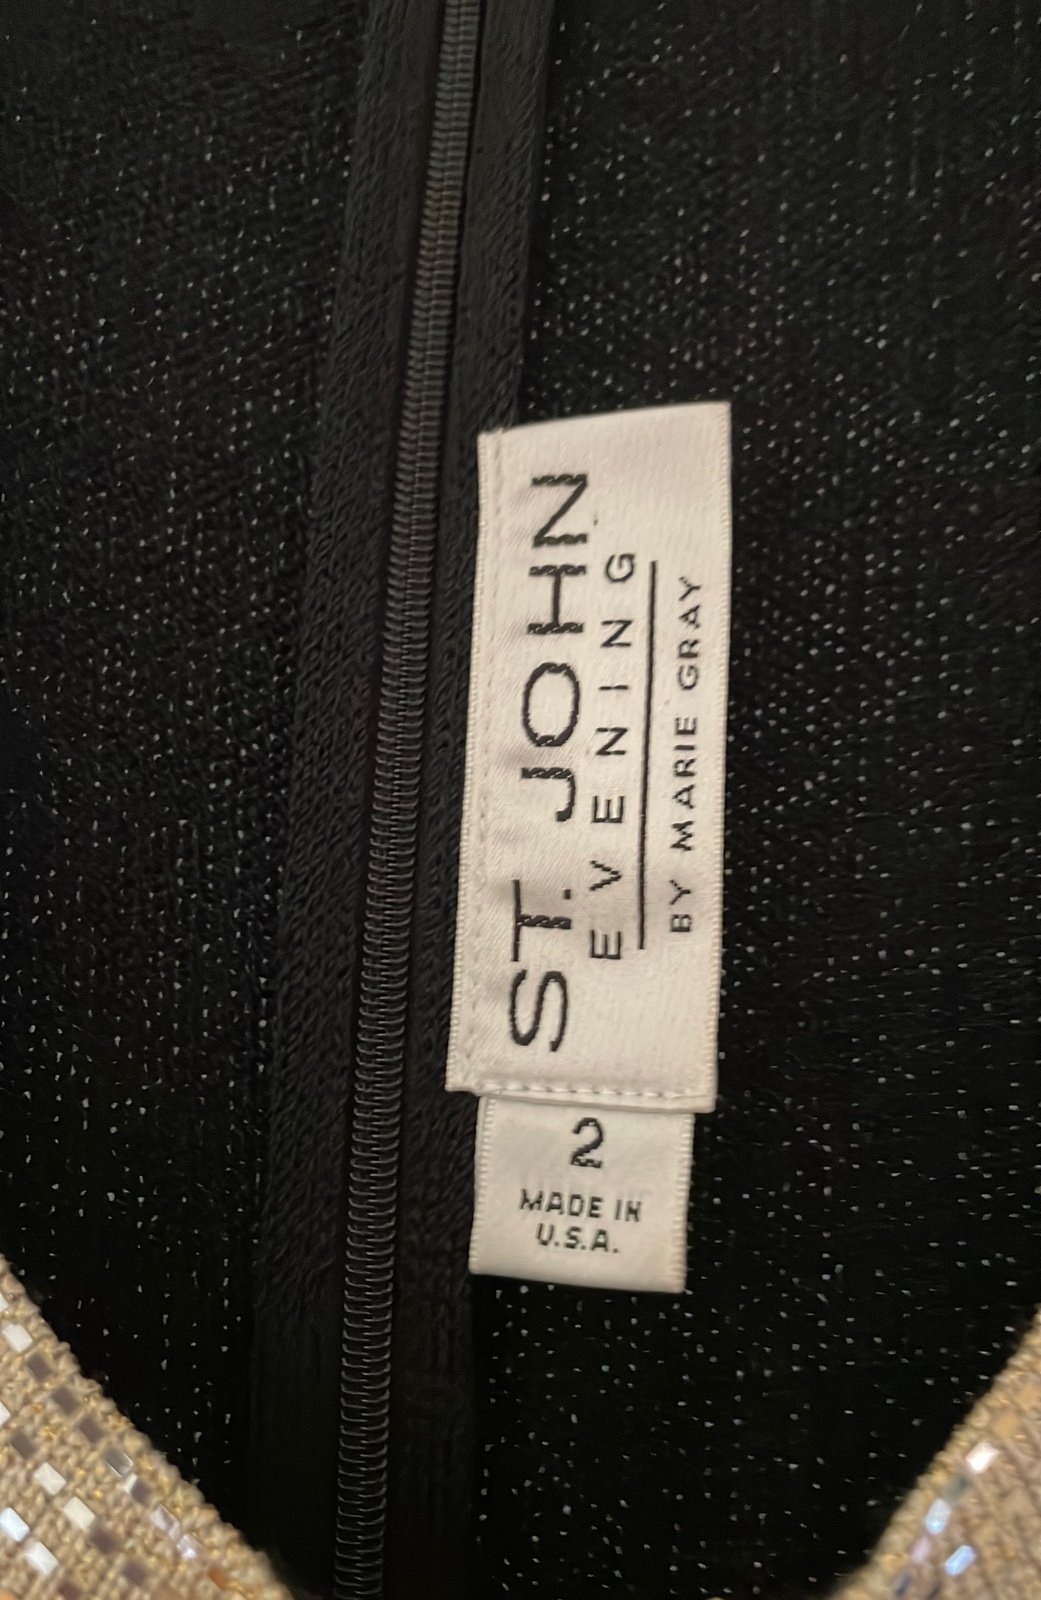 ST. JOHN
EVENING
BY MARIE GRAY
2
MADE IN
U.S.A.